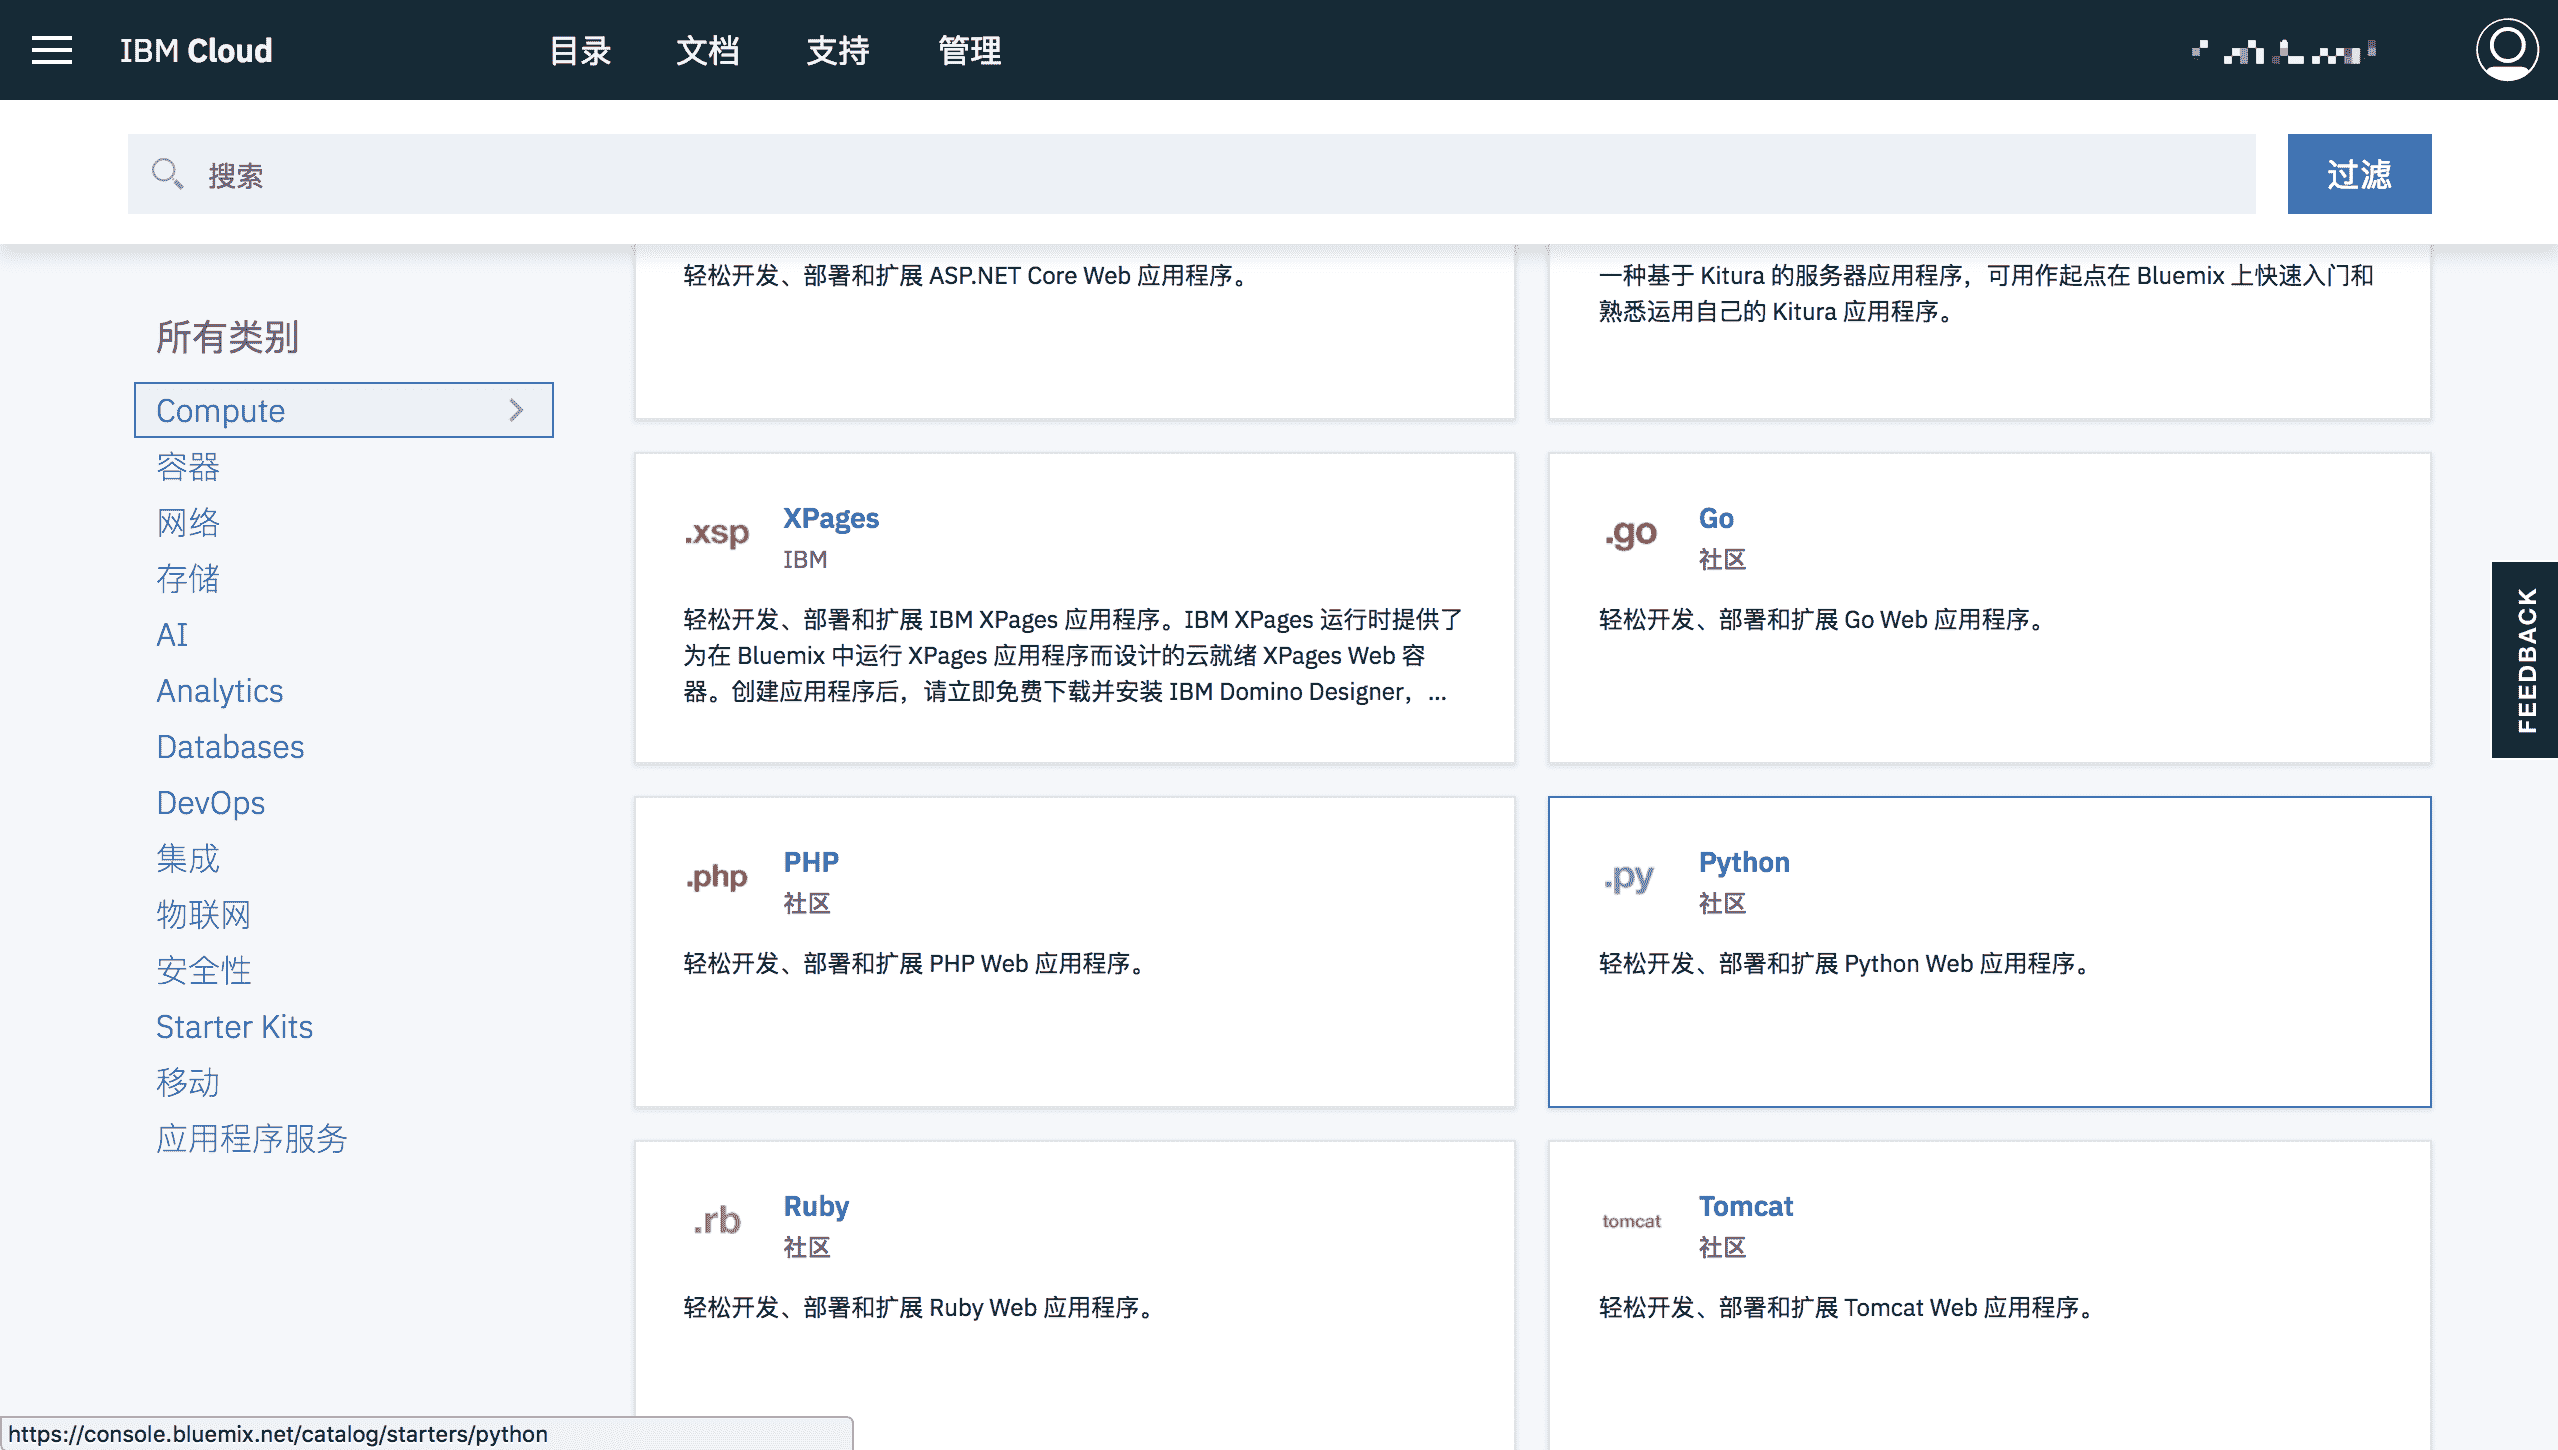 IBM Cloud
目录 文档 支持 管理
搜索
过滤
所有类别
Compute
容器
网络
存储
AI
Analytics
Databases
DevOps
集成
物联网
安全性
Starter Kits
移动
应用程序服务
轻松开发、部署和扩展 ASP.NET Core Web 应用程序。
一种基于 Kitura 的服务器应用程序，可用作起点在 Bluemix 上快速入门和
熟悉运用自己的 Kitura 应用程序。
.xsp
XPages
IBM
轻松开发、部署和扩展 IBM XPages 应用程序。IBM XPages 运行时提供了
为在 Bluemix 中运行 XPages 应用程序而设计的云就绪 XPages Web 容
器。创建应用程序后，请立即免费下载并安装 IBM Domino Designer，...
.go
Go
社区
轻松开发、部署和扩展 Go Web 应用程序。
.php
PHP
社区
轻松开发、部署和扩展 PHP Web 应用程序。
.py
Python
社区
轻松开发、部署和扩展 Python Web 应用程序。
.rb
Ruby
社区
轻松开发、部署和扩展 Ruby Web 应用程序。
tomcat
Tomcat
社区
轻松开发、部署和扩展 Tomcat Web 应用程序。
FEEDBACK
https://console.bluemix.net/catalog/starters/python